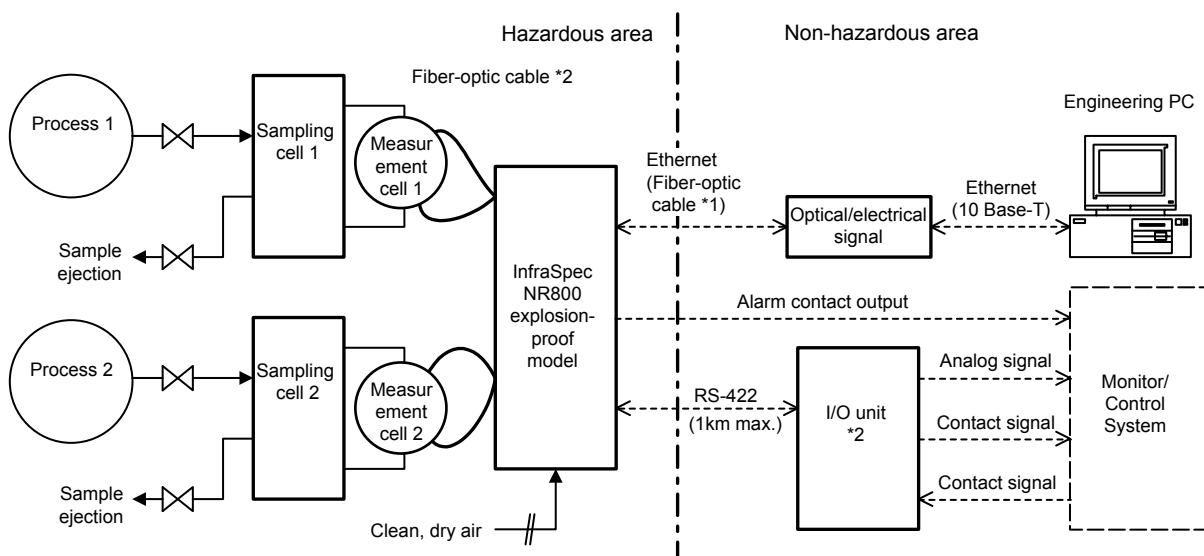 Hazardous area
Non-hazardous area
Fiber-optic cable *2
Engineering PC
Process 1
Sampling
cell 1
Measur
ement
cell 1
Ethernet
(Fiber-optic
cable *1)
Optical/electrical
signal
Ethernet
(10 Base-T)
Sample
ejection
InfraSpec
NR800
explosion-
proof
model
Alarm contact output
Process 2
Sampling
cell 2
Measur
ement
cell 2
RS-422
(1km max.)
I/O unit
*2
Analog signal
Contact signal
Contact signal
Monitor/
Control
System
Sample
ejection
Clean, dry air